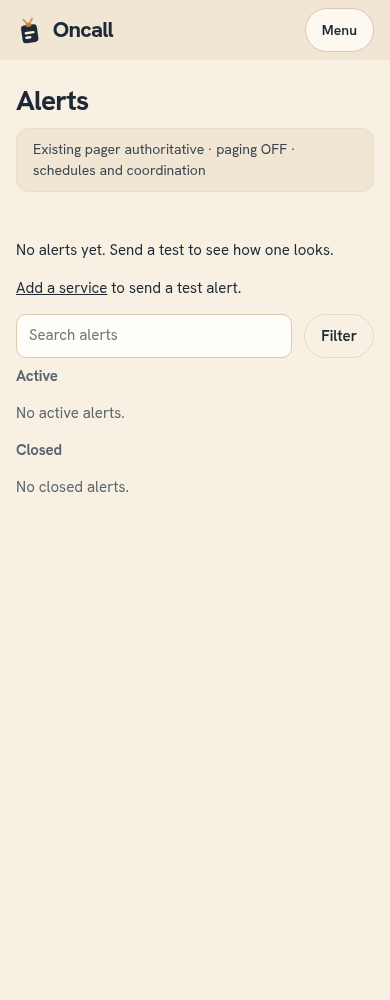 Oncall
Menu
Alerts
Existing pager authoritative · paging OFF ·
schedules and coordination
No alerts yet. Send a test to see how one looks.
Add a service to send a test alert.
Search alerts
Filter
Active
No active alerts.
Closed
No closed alerts.